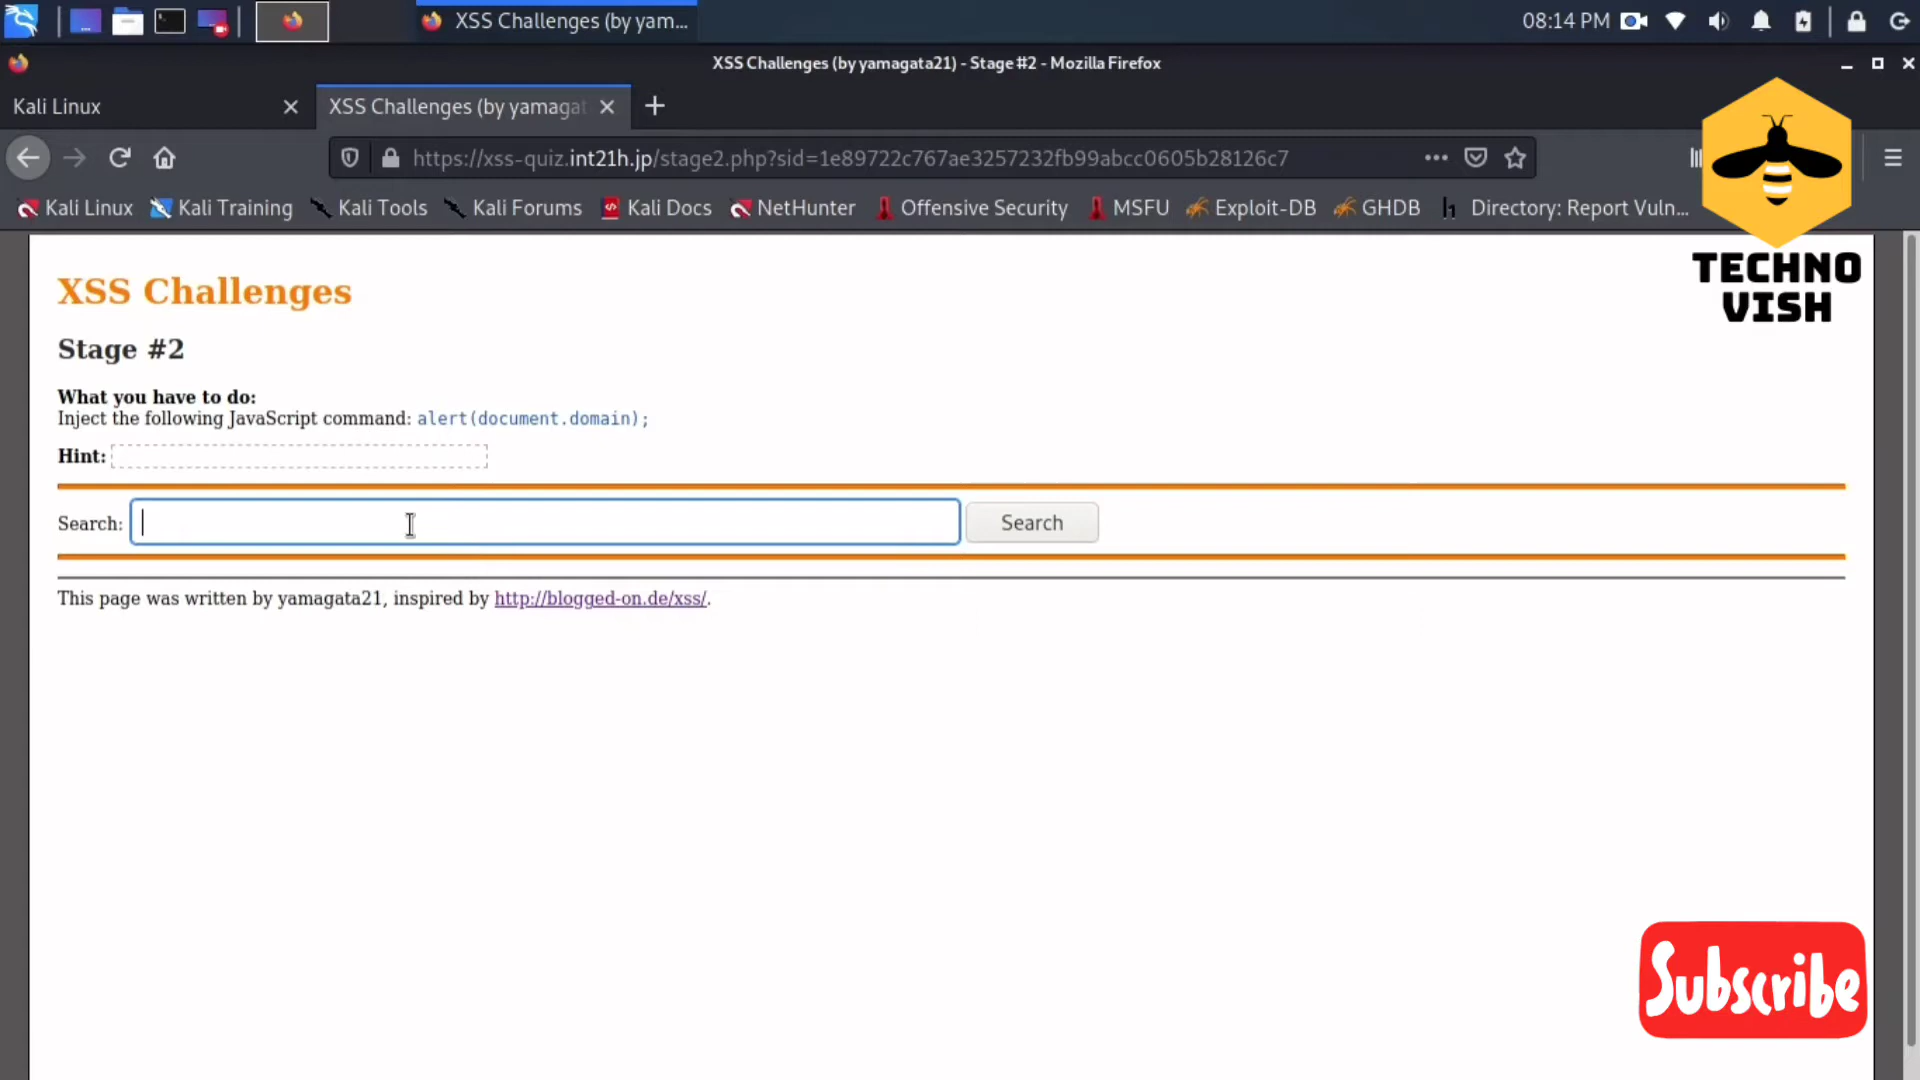 XSS Challenges (by yam...
08:14 PM
XSS Challenges (by yamagata21) - Stage #2 - Mozilla Firefox
Kali Linux
XSS Challenges (by yamagat
https://xss-quiz.int21h.jp/stage2.php?sid=1e89722c767ae3257232fb99abcc0605b28126c7
Kali Linux Kali Training Kali Tools Kali Forums Kali Docs NetHunter Offensive Security MSFU Exploit-DB GHDB Directory: Report Vuln...
TECHNO
VISH
XSS Challenges
Stage #2
What you have to do:
Inject the following JavaScript command: alert(document.domain);
Hint:
Search: Search
This page was written by yamagata21, inspired by http://blogged-on.de/xss/.
Subscribe